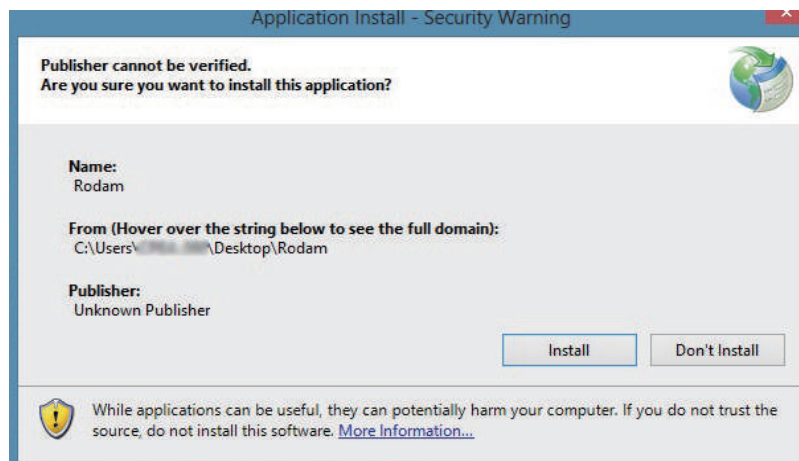 Application Install - Security Warning
Publisher cannot be verified.
Are you sure you want to install this application?
Name:
Rodam
From (Hover over the string below to see the full domain):
C:\Users\ \Desktop\Rodam
Publisher:
Unknown Publisher
Install
Don't Install
While applications can be useful, they can potentially harm your computer. If you do not trust the
source, do not install this software. More Information...